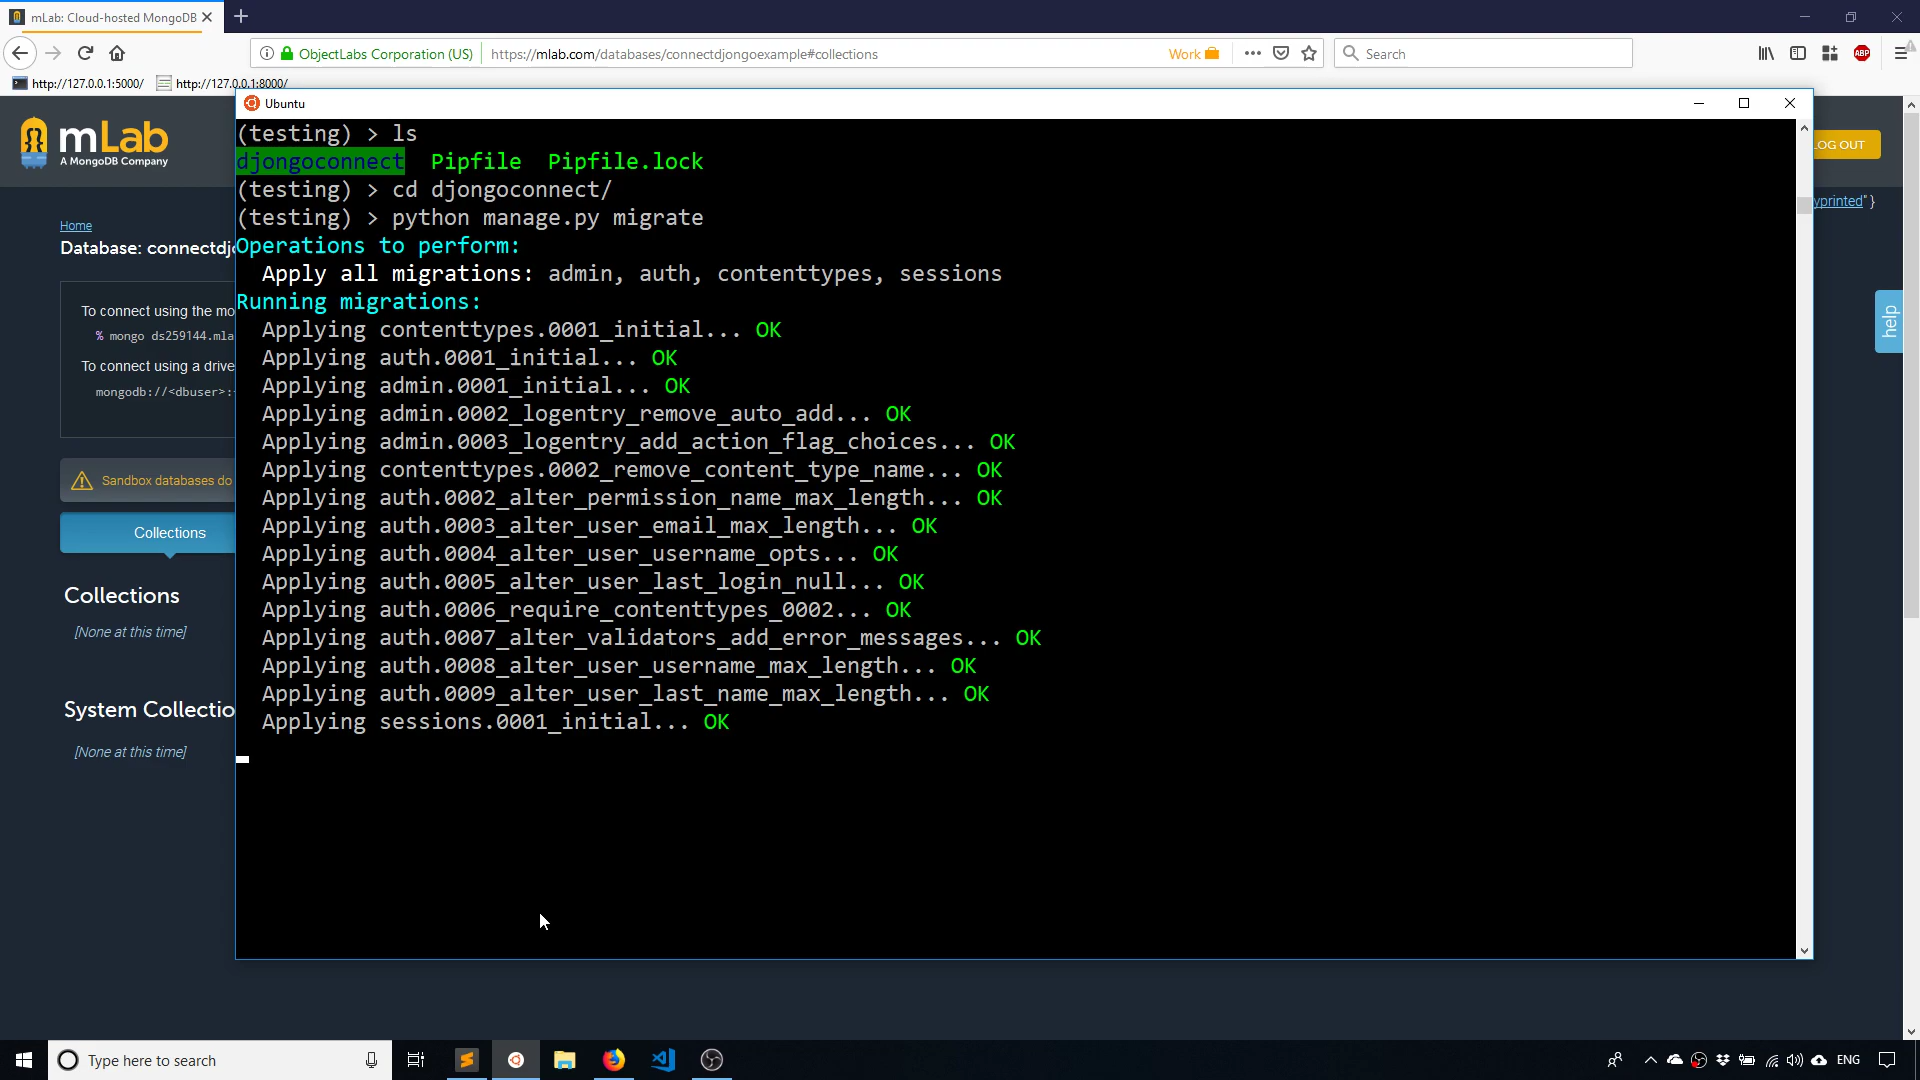 mLab: Cloud-hosted MongoDB
ObjectLabs Corporation (US)
https://mlab.com/databases/connectdjongoexample#collections
Work
Search
ABP
http://127.0.0.1:5000/
http://127.0.0.1:8000/
mLab
A MongoDB Company
LOG OUT
Home
Database: connectdjo
To connect using the mo
% mongo ds259144.mla
To connect using a drive
mongodb://<dbuser>:
Sandbox databases do
Collections
Collections
[None at this time]
System Collectio
[None at this time]
yprinted"}
help
Ubuntu
(testing) > ls
djongoconnect Pipfile Pipfile.lock
(testing) > cd djongoconnect/
(testing) > python manage.py migrate
Operations to perform:
Apply all migrations: admin, auth, contenttypes, sessions
Running migrations:
Applying contenttypes.0001_initial... OK
Applying auth.0001_initial... OK
Applying admin.0001_initial... OK
Applying admin.0002_logentry_remove_auto_add... OK
Applying admin.0003_logentry_add_action_flag_choices... OK
Applying contenttypes.0002_remove_content_type_name... OK
Applying auth.0002_alter_permission_name_max_length... OK
Applying auth.0003_alter_user_email_max_length... OK
Applying auth.0004_alter_user_username_opts... OK
Applying auth.0005_alter_user_last_login_null... OK
Applying auth.0006_require_contenttypes_0002... OK
Applying auth.0007_alter_validators_add_error_messages... OK
Applying auth.0008_alter_user_username_max_length... OK
Applying auth.0009_alter_user_last_name_max_length... OK
Applying sessions.0001_initial... OK
Type here to search
ENG